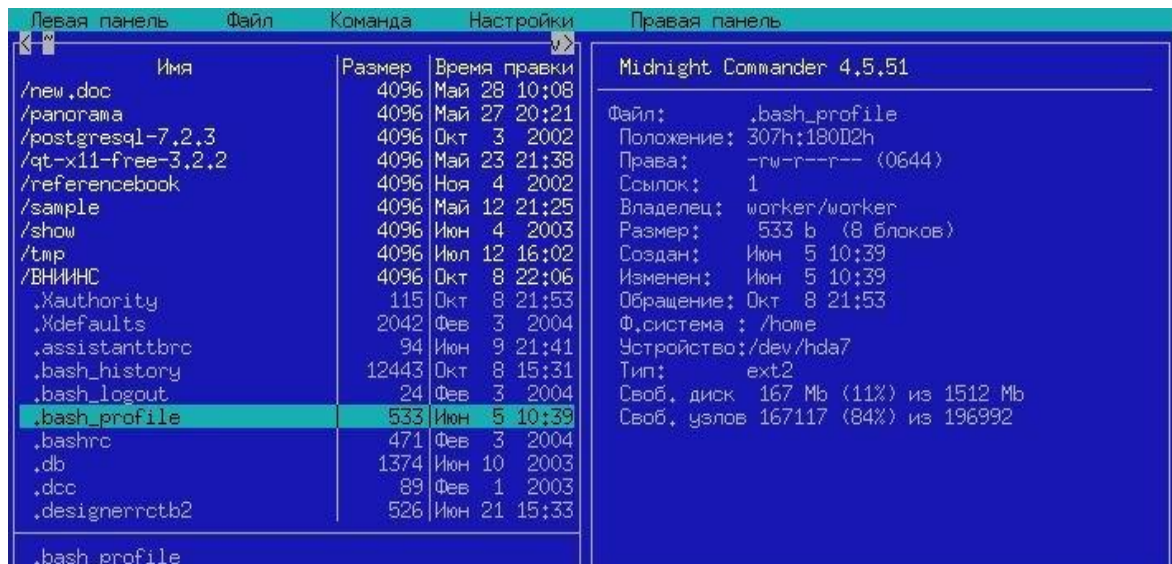 Левая панель Файл Команда Настройки Правая панель
< ~ v>
Имя Размер Время правки
/new.doc 4096 Май 28 10:08
/panorama 4096 Май 27 20:21
/postgresql-7.2.3 4096 Окт 3 2002
/qt-x11-free-3.2.2 4096 Май 23 21:38
/referencebook 4096 Ноя 4 2002
/sample 4096 Май 12 21:25
/show 4096 Июн 4 2003
/tmp 4096 Июл 12 16:02
/ВНИИНС 4096 Окт 8 22:06
.Xauthority 115 Окт 8 21:53
.Xdefaults 2042 Фев 3 2004
.assistanttbrc 94 Июн 9 21:41
.bash_history 12443 Окт 8 15:31
.bash_logout 24 Фев 3 2004
.bash_profile 533 Июн 5 10:39
.bashrc 471 Фев 3 2004
.db 1374 Июн 10 2003
.dcc 89 Фев 1 2003
.designerrctb2 526 Июн 21 15:33
.bash_profile
Midnight Commander 4.5.51
Файл: .bash_profile
Положение: 307h:180D2h
Права: -rw-r--r-- (0644)
Ссылок: 1
Владелец: worker/worker
Размер: 533 b (8 блоков)
Создан: Июн 5 10:39
Изменен: Июн 5 10:39
Обращение: Окт 8 21:53
Ф.система : /home
Устройство:/dev/hda7
Тип: ext2
Своб. диск 167 Mb (11%) из 1512 Mb
Своб. узлов 167117 (84%) из 196992